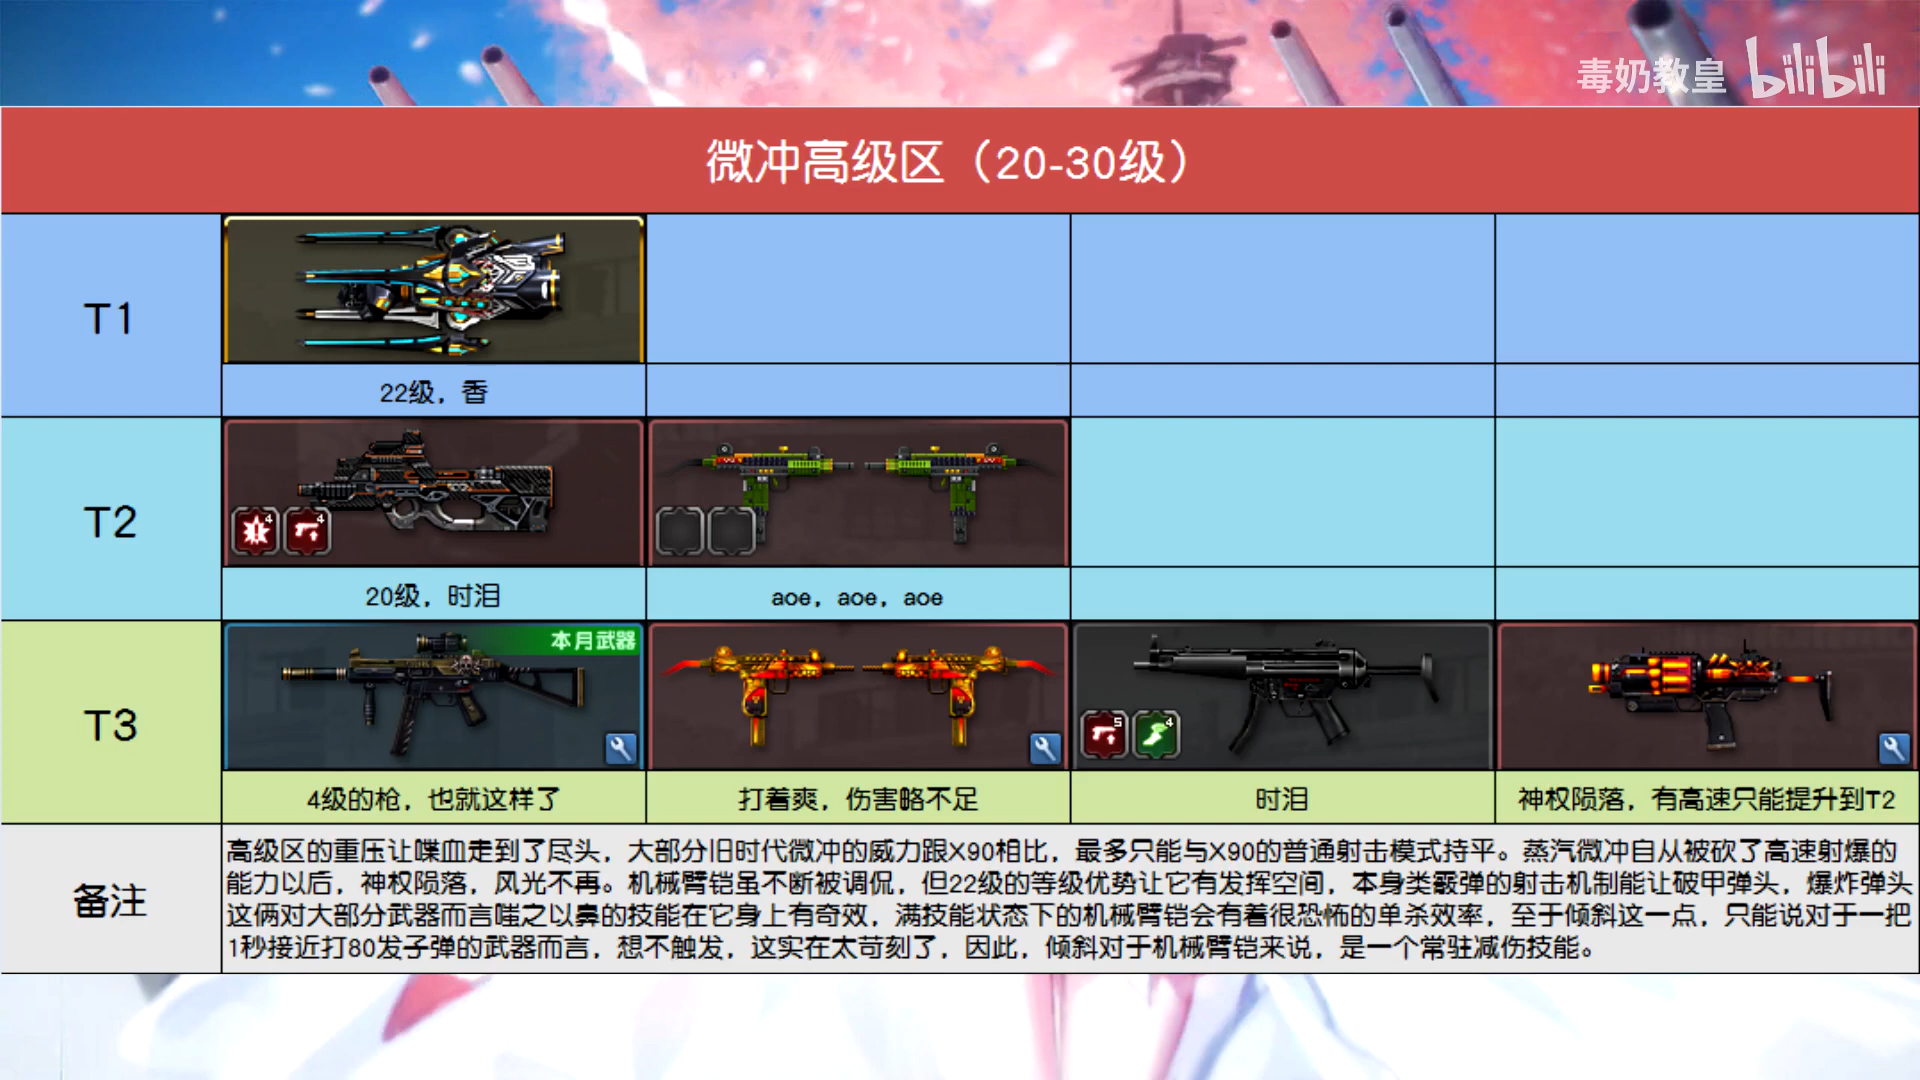 毒奶教皇 bilibili
微冲高级区（20-30级）
T1
22级，香
T2
4
4
20级，时泪
aoe，aoe，aoe
T3
本月武器
5
4
4级的枪，也就这样了
打着爽，伤害略不足
时泪
神权陨落，有高速只能提升到T2
备注
高级区的重压让喋血走到了尽头，大部分旧时代微冲的威力跟X90相比，最多只能与X90的普通射击模式持平。蒸汽微冲自从被砍了高速射爆的
能力以后，神权陨落，风光不再。机械臂铠虽不断被调侃，但22级的等级优势让它有发挥空间，本身类霰弹的射击机制能让破甲弹头，爆炸弹头
这俩对大部分武器而言嗤之以鼻的技能在它身上有奇效，满技能状态下的机械臂铠会有着很恐怖的单杀效率，至于倾斜这一点，只能说对于一把
1秒接近打80发子弹的武器而言，想不触发，这实在太苛刻了，因此，倾斜对于机械臂铠来说，是一个常驻减伤技能。